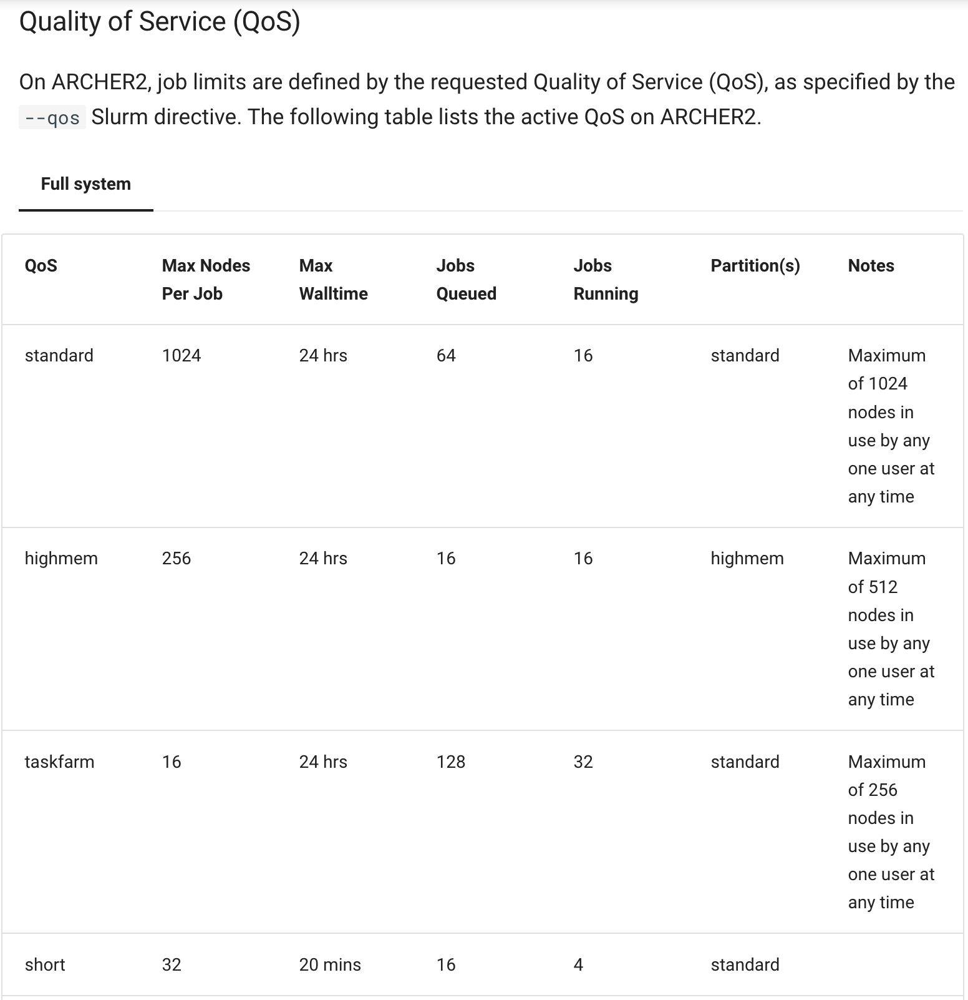 Quality of Service (QoS)
On ARCHER2, job limits are defined by the requested Quality of Service (QoS), as specified by the
--qos Slurm directive. The following table lists the active QoS on ARCHER2.
Full system
QoS Max Nodes Per Job Max Walltime Jobs Queued Jobs Running Partition(s) Notes
standard 1024 24 hrs 64 16 standard Maximum
of 1024
nodes in
use by any
one user at
any time
highmem 256 24 hrs 16 16 highmem Maximum
of 512
nodes in
use by any
one user at
any time
taskfarm 16 24 hrs 128 32 standard Maximum
of 256
nodes in
use by any
one user at
any time
short 32 20 mins 16 4 standard